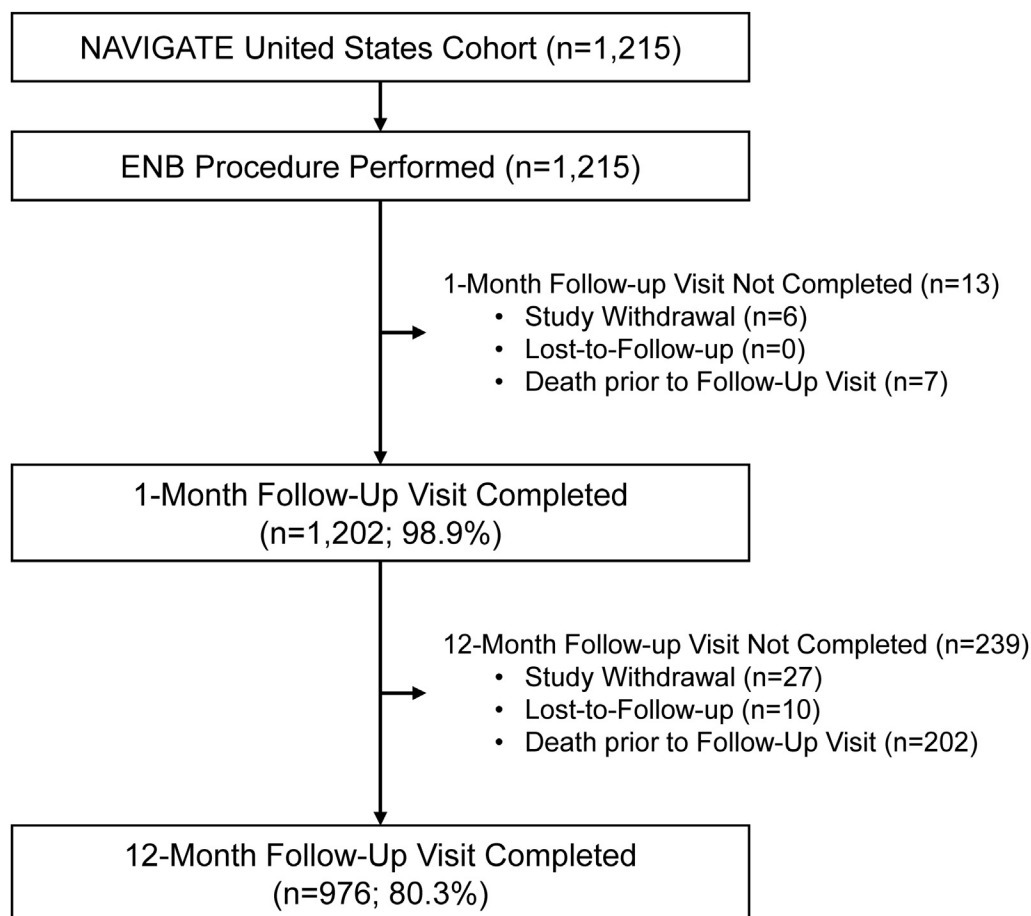 NAVIGATE United States Cohort (n=1,215)
ENB Procedure Performed (n=1,215)
1-Month Follow-up Visit Not Completed (n=13)
• Study Withdrawal (n=6)
• Lost-to-Follow-up (n=0)
• Death prior to Follow-Up Visit (n=7)
1-Month Follow-Up Visit Completed
(n=1,202; 98.9%)
12-Month Follow-up Visit Not Completed (n=239)
• Study Withdrawal (n=27)
• Lost-to-Follow-up (n=10)
• Death prior to Follow-Up Visit (n=202)
12-Month Follow-Up Visit Completed
(n=976; 80.3%)